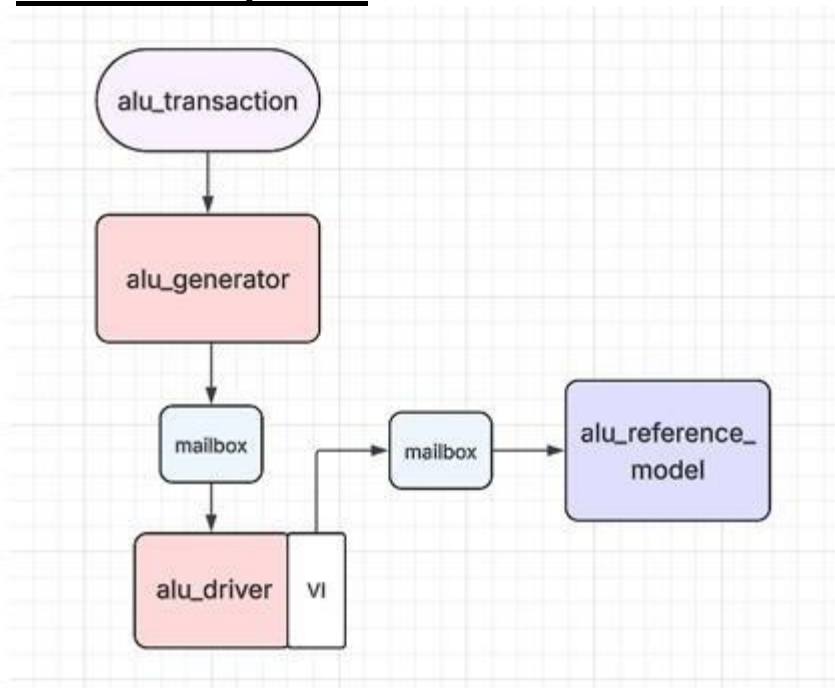 alu_transaction
alu_generator
mailbox
mailbox
alu_reference_
model
alu_driver
VI